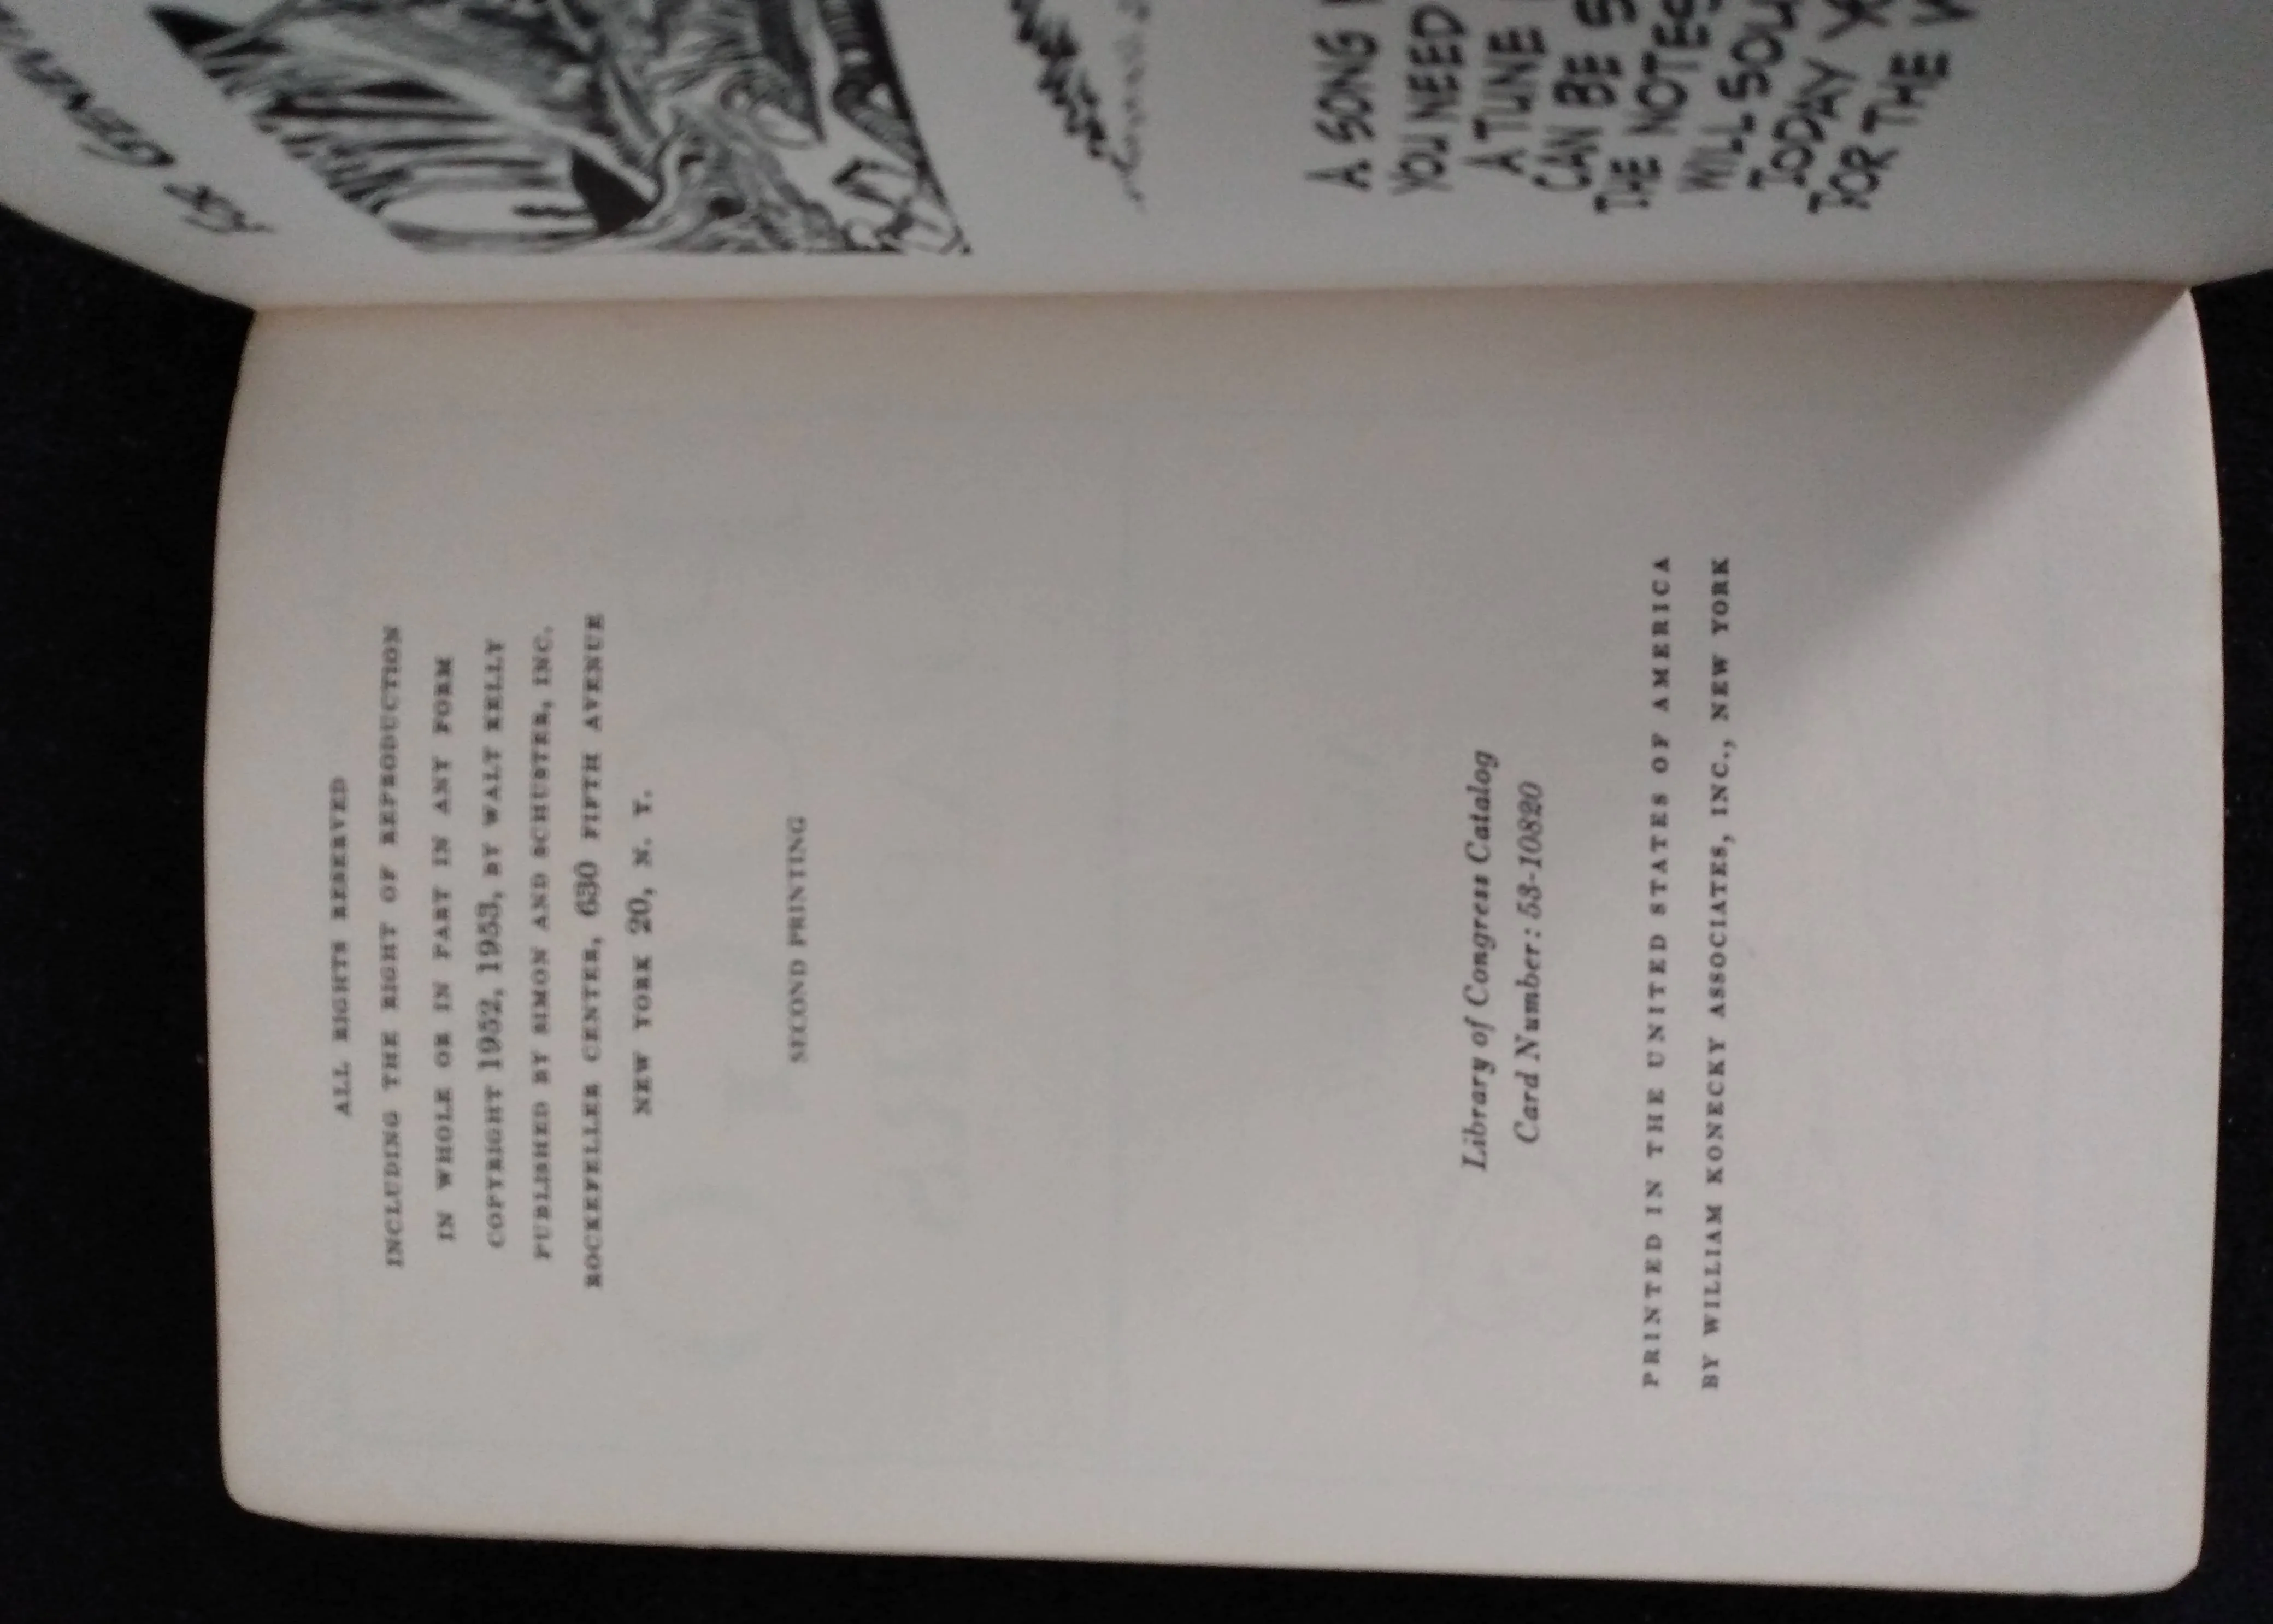 ALL RIGHTS RESERVED
INCLUDING THE RIGHT OF REPRODUCTION
IN WHOLE OR IN PART IN ANY FORM
COPYRIGHT 1952, 1953, BY WALT KELLY
PUBLISHED BY SIMON AND SCHUSTER, INC.
ROCKEFELLER CENTER, 630 FIFTH AVENUE
NEW YORK 20, N. Y.
SECOND PRINTING
Library of Congress Catalog
Card Number: 53-10820
PRINTED IN THE UNITED STATES OF AMERICA
BY WILLIAM KONECKY ASSOCIATES, INC., NEW YORK
FOR
A SONG
YOU NEED
A TUNE
CAN BE
THE NOTES
WILL
TODAY
FOR THE